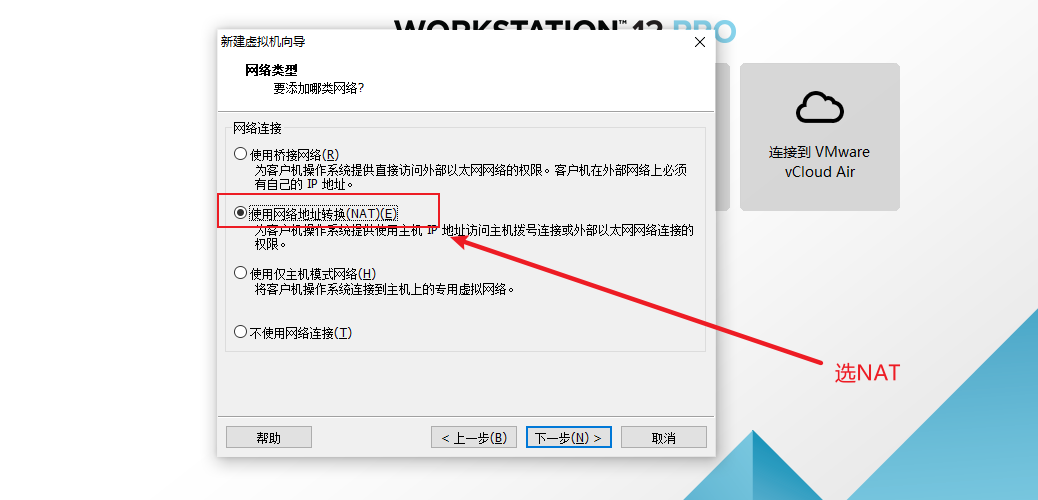 WORKSTATION™ 12 PRO
新建虚拟机向导
网络类型
要添加哪类网络?
网络连接
使用桥接网络(R)
为客户机操作系统提供直接访问外部以太网网络的权限。客户机在外部网络上必须
有自己的 IP 地址。
使用网络地址转换(NAT)(E)
为客户机操作系统提供使用主机 IP 地址访问主机拨号连接或外部以太网网络连接的
权限。
使用仅主机模式网络(H)
将客户机操作系统连接到主机上的专用虚拟网络。
不使用网络连接(T)
帮助
< 上一步(B)
下一步(N) >
取消
连接到 VMware
vCloud Air
选NAT